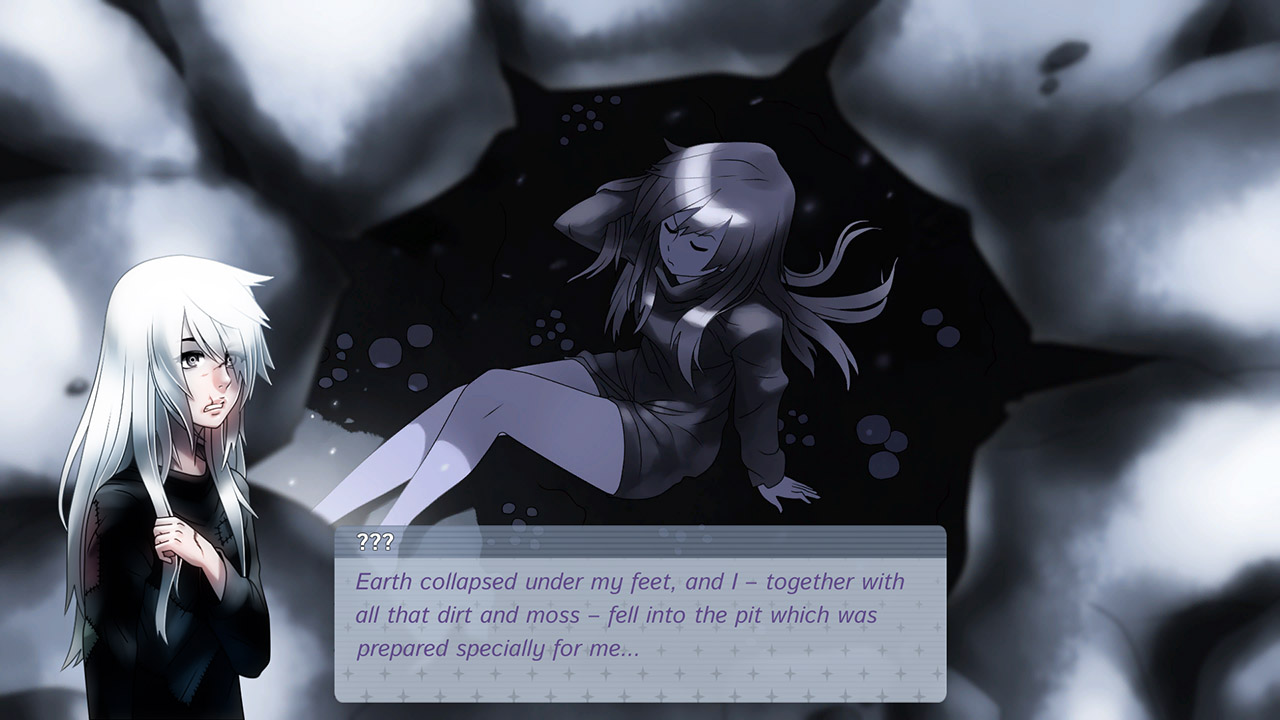 ???
Earth collapsed under my feet, and I – together with
all that dirt and moss – fell into the pit which was
prepared specially for me...